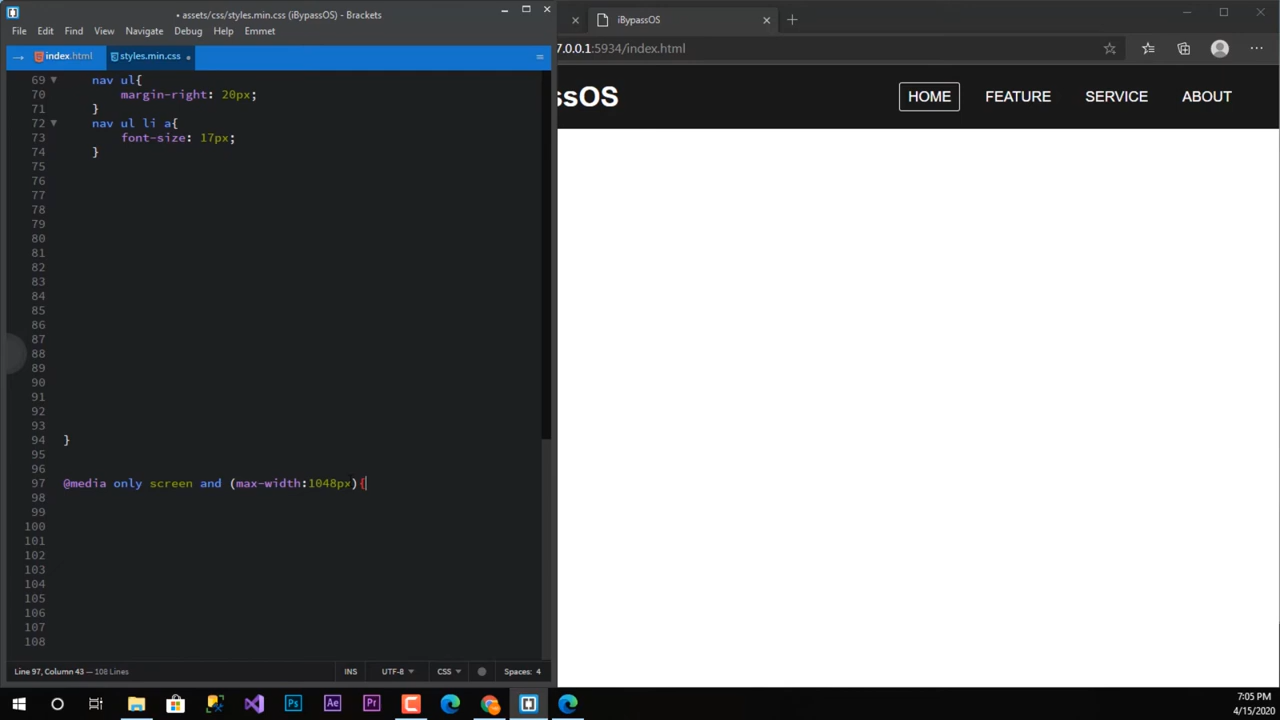 • assets/css/styles.min.css (iBypassOS) - Brackets
File Edit Find View Navigate Debug Help Emmet
index.html styles.min.css •
69 nav ul{
70 margin-right: 20px;
71 }
72 nav ul li a{
73 font-size: 17px;
74 }
75
76
77
78
79
80
81
82
83
84
85
86
87
88
89
90
91
92
93
94 }
95
96
97 @media only screen and (max-width:1048px){
98
99
100
101
102
103
104
105
106
107
108
Line 97, Column 43 — 108 Lines
INS UTF-8 CSS Spaces: 4
iBypassOS
7.0.0.1:5934/index.html
ssOS HOME FEATURE SERVICE ABOUT
Ps Ae Pr
7:05 PM
4/15/2020